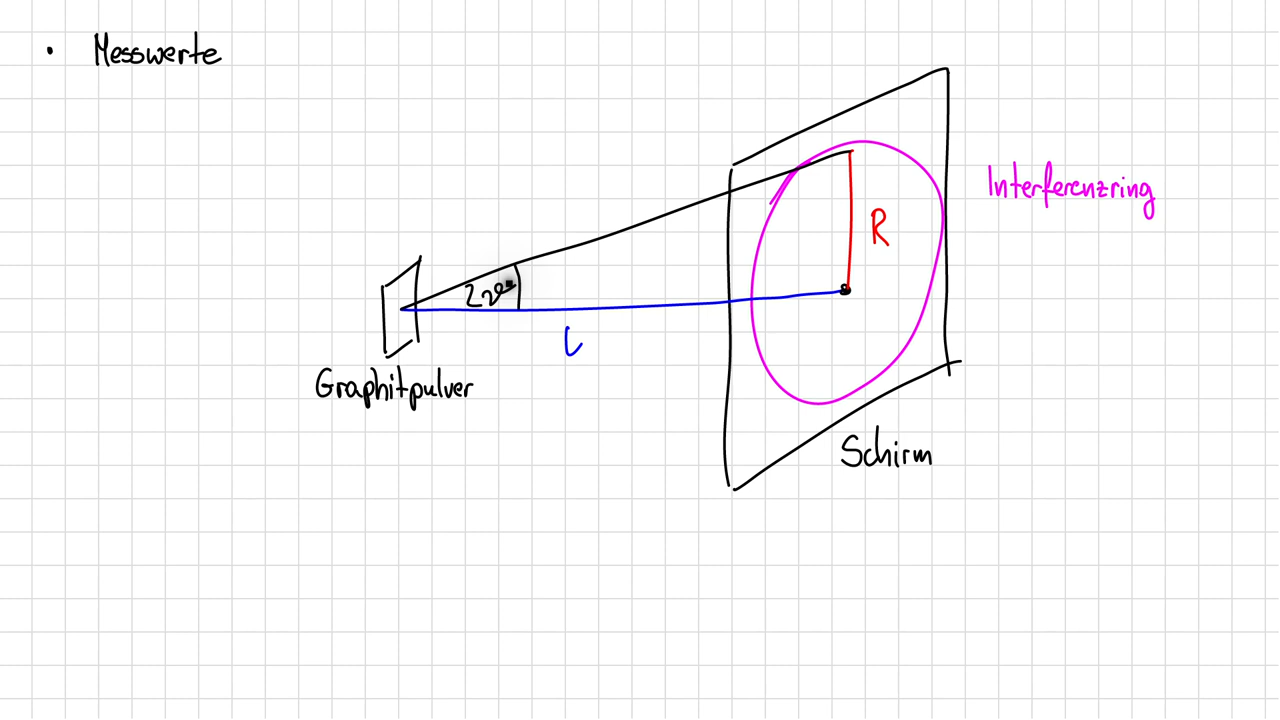 • Messwerte
Interferenzring
R
2ϑ
L
Graphitpulver
Schirm